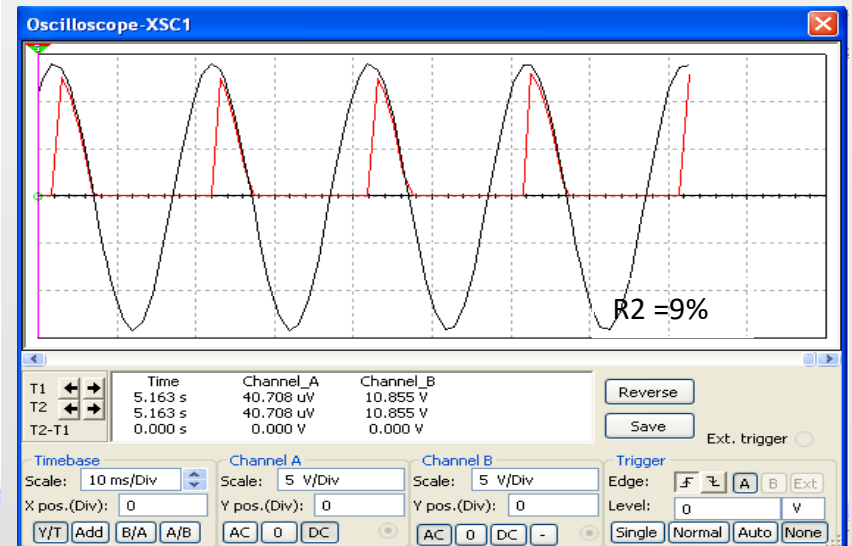 Oscilloscope-XSC1
R2 =9%
T1
T2
T2-T1
Time Channel_A Channel_B
5.163 s 40.708 uV 10.855 V
5.163 s 40.708 uV 10.855 V
0.000 s 0.000 V 0.000 V
Reverse
Save
Ext. trigger
Timebase
Scale: 10 ms/Div
X pos.(Div): 0
Y/T Add B/A A/B
Channel A
Scale: 5 V/Div
Y pos.(Div): 0
AC 0 DC
Channel B
Scale: 5 V/Div
Y pos.(Div): 0
AC 0 DC -
Trigger
Edge: A B Ext
Level: 0 V
Single Normal Auto None